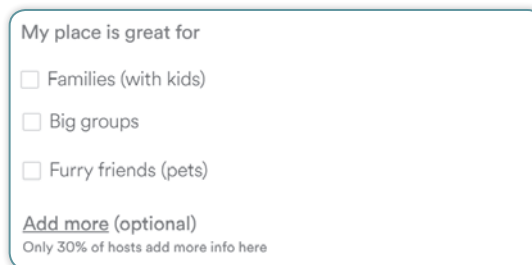 My place is great for
Families (with kids)
Big groups
Furry friends (pets)
Add more (optional)
Only 30% of hosts add more info here